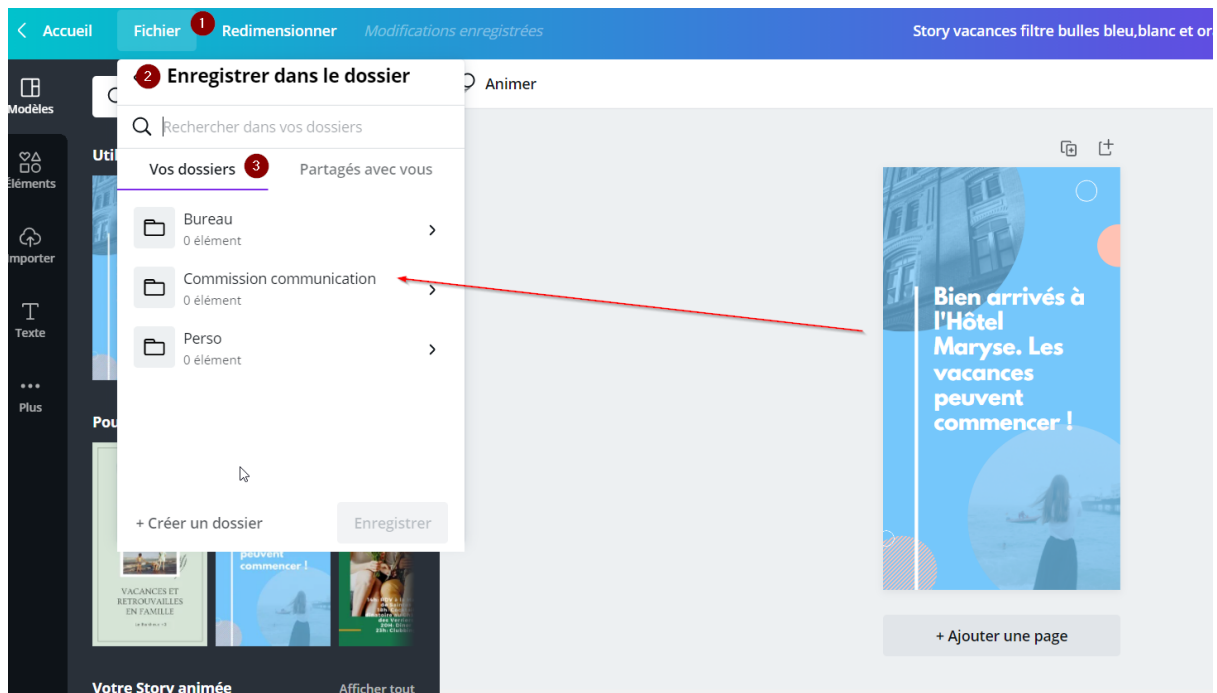 Accueil
Fichier
1
Redimensionner
Modifications enregistrées
Story vacances filtre bulles bleu,blanc et or
Modèles
Éléments
Importer
Texte
Plus
2
Enregistrer dans le dossier
Animer
Rechercher dans vos dossiers
Util
Vos dossiers
3
Partagés avec vous
Bureau
0 élément
Commission communication
0 élément
Perso
0 élément
Pou
+ Créer un dossier
Enregistrer
VACANCES ET
RETROUVAILLES
EN FAMILLE
peuvent
commencer !
Votre Story animée
Afficher tout
Bien arrivés à
l'Hôtel
Maryse. Les
vacances
peuvent
commencer !
+ Ajouter une page